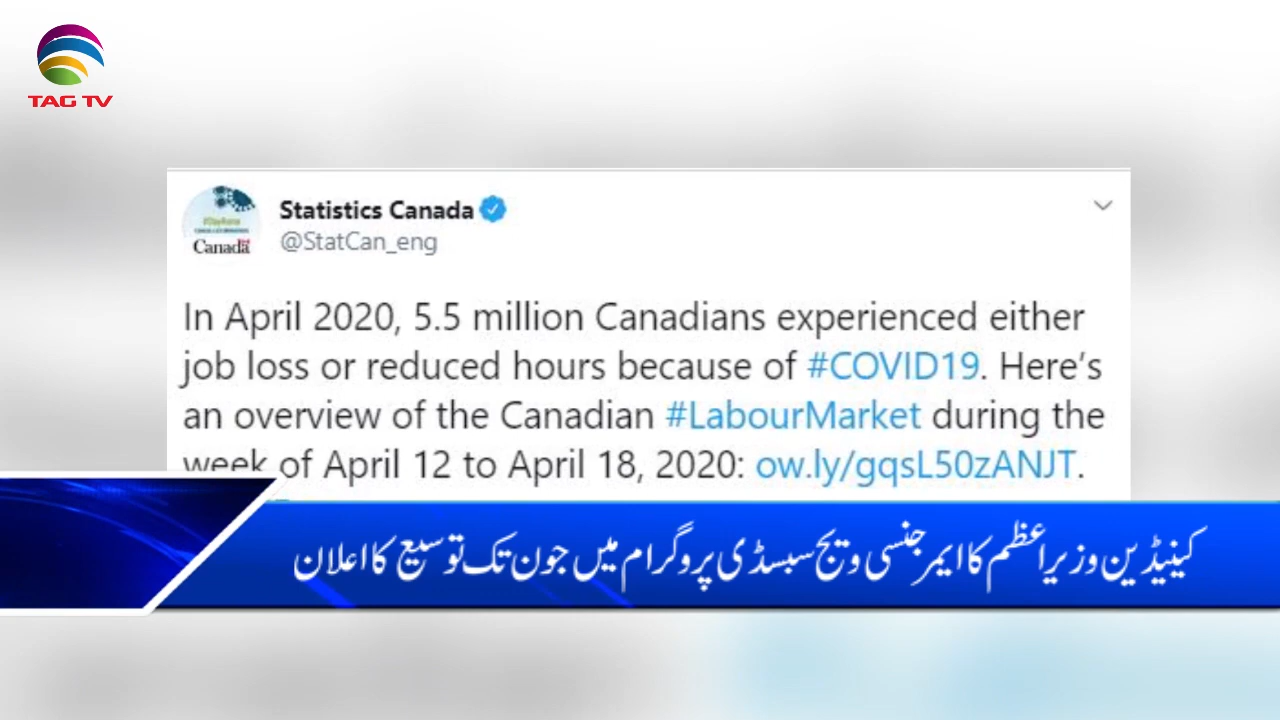 TAG TV
Statistics Canada
@StatCan_eng
Canada
In April 2020, 5.5 million Canadians experienced either
job loss or reduced hours because of #COVID19. Here’s
an overview of the Canadian #LabourMarket during the
week of April 12 to April 18, 2020: ow.ly/gqsL50zANJT.
کینیڈین وزیراعظم کا ایمرجنسی ویج سبسڈی پروگرام میں جون تک توسیع کا اعلان